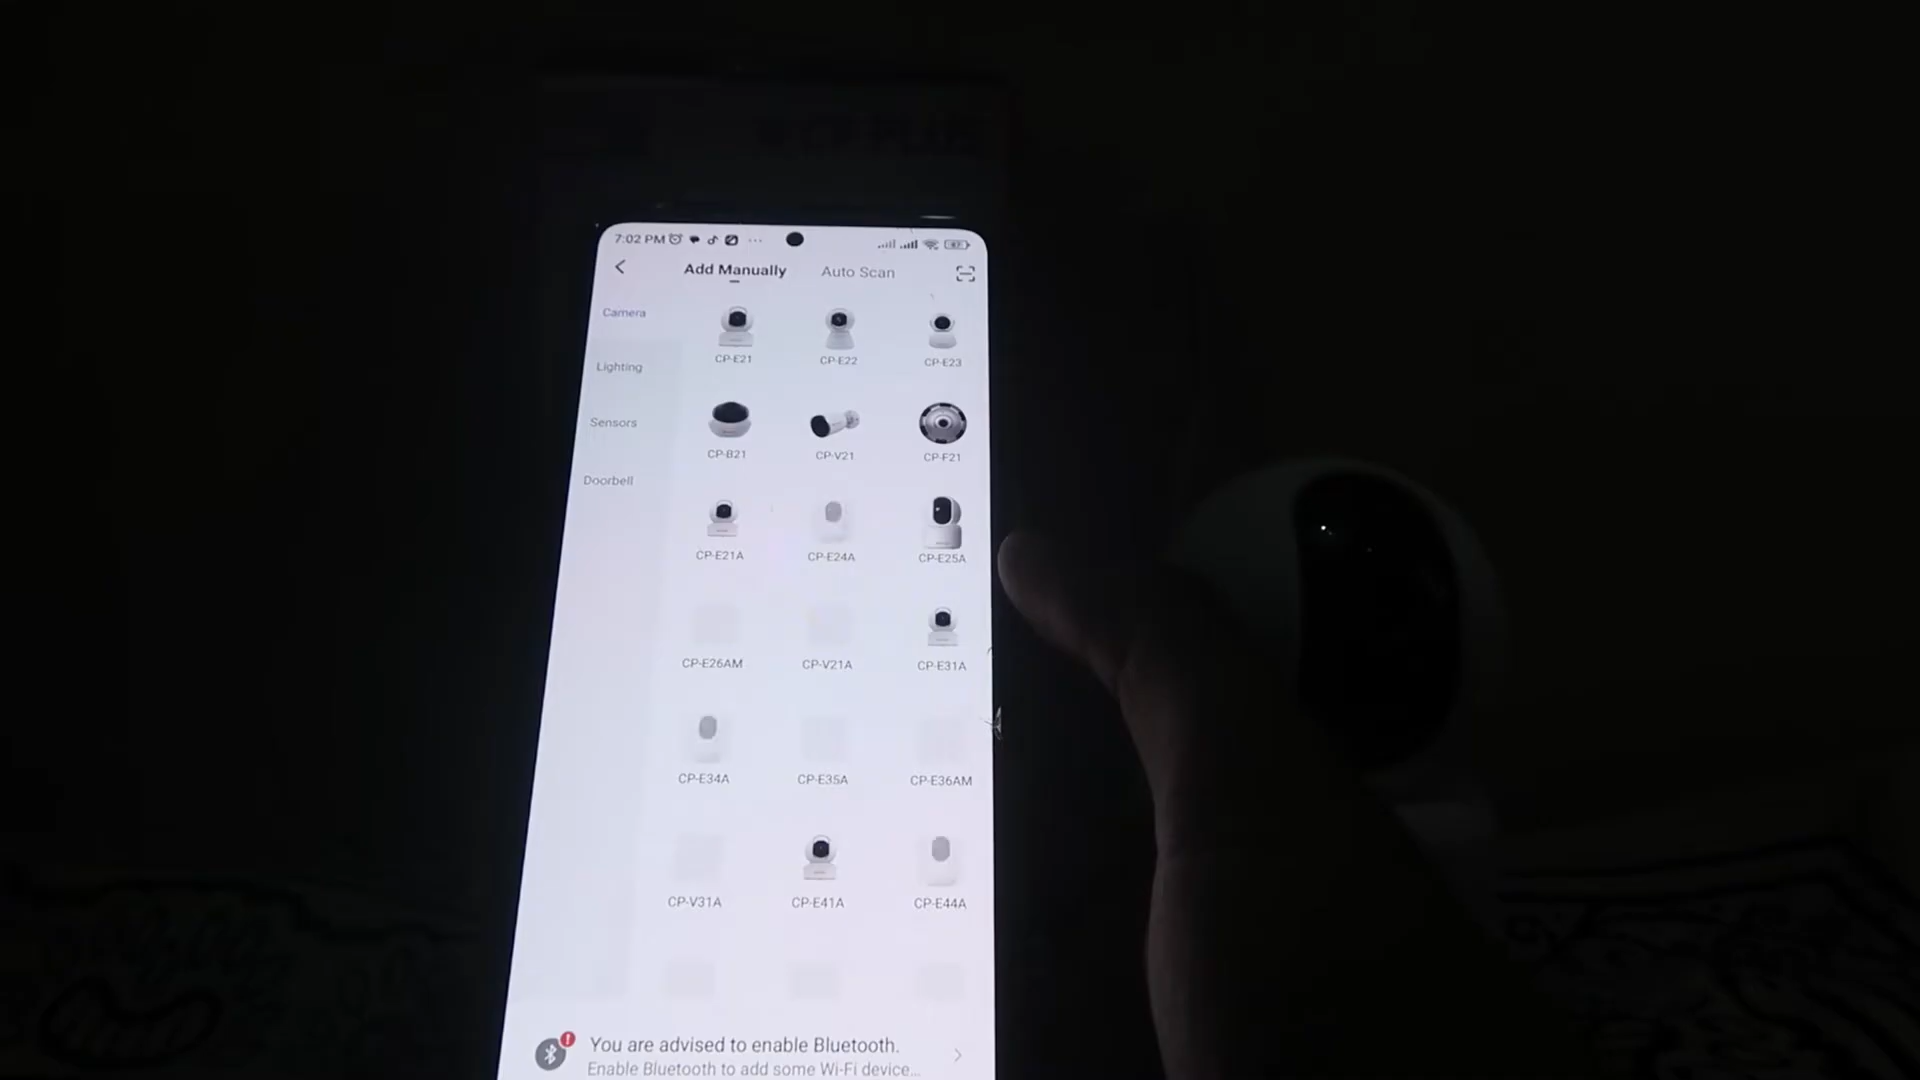 CP PLUS
7:02 PM
Add Manually Auto Scan
Camera
CP-E21 CP-E22 CP-E23
Lighting
Sensors
CP-B21 CP-V21 CP-F21
Doorbell
CP-E21A CP-E24A CP-E25A
CP-E26AM CP-V21A CP-E31A
CP-E34A CP-E35A CP-E36AM
CP-V31A CP-E41A CP-E44A
You are advised to enable Bluetooth.
Enable Bluetooth to add some Wi-Fi device...